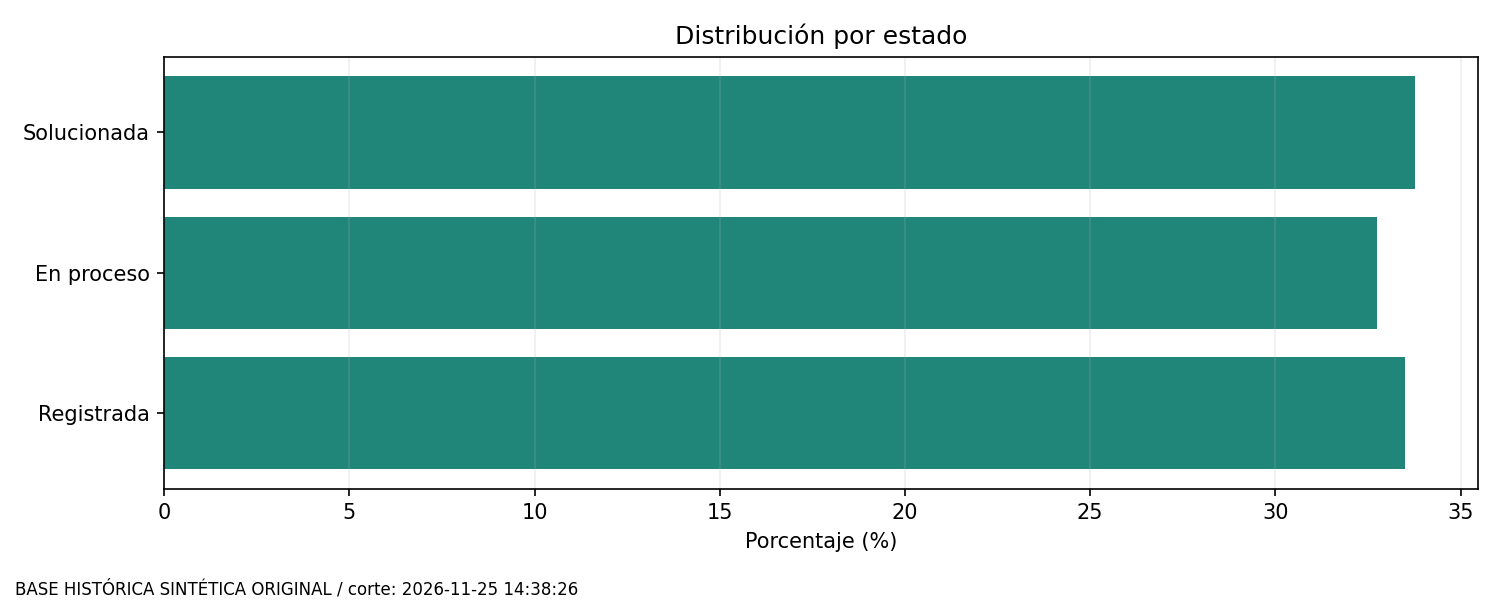 Distribución por estado
Solucionada
En proceso
Registrada
0 5 10 15 20 25 30 35
Porcentaje (%)
BASE HISTÓRICA SINTÉTICA ORIGINAL / corte: 2026-11-25 14:38:26